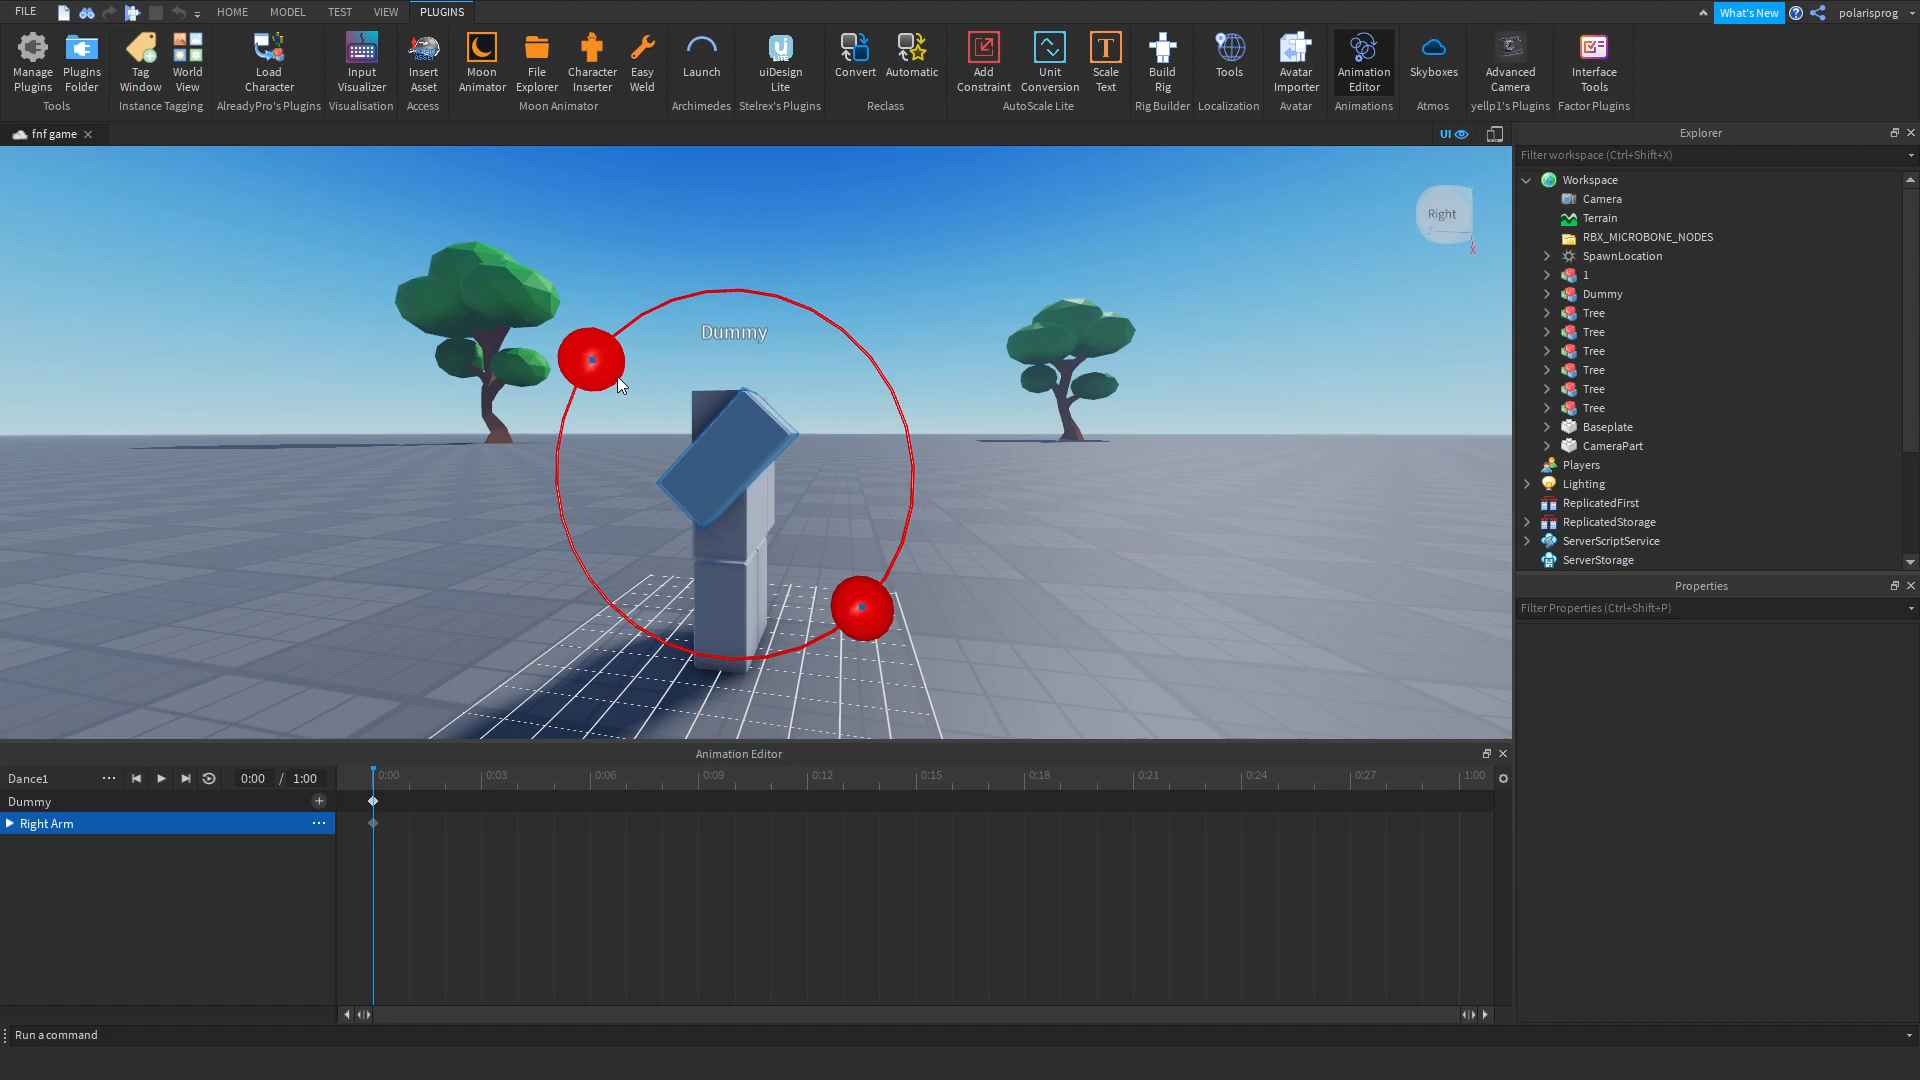 FILE
HOME MODEL TEST VIEW PLUGINS
What's New polarisprog
Manage Plugins
Plugins Folder
Tag Window
World View
Load Character
Input Visualizer
Insert Asset
Moon Animator
File Explorer
Character Inserter
Easy Weld
Launch
uiDesign Lite
Convert
Automatic
Add Constraint
Unit Conversion
Scale Text
Build Rig
Tools
Avatar Importer
Animation Editor
Skyboxes
Advanced Camera
Interface Tools
Tools
Instance Tagging
AlreadyPro's Plugins
Visualisation
Access
Moon Animator
Archimedes
Stelrex's Plugins
Reclass
AutoScale Lite
Rig Builder
Localization
Avatar
Animations
Atmos
yellp1's Plugins
Factor Plugins
fnf game
UI
Right
Z
X
Dummy
Explorer
Filter workspace (Ctrl+Shift+X)
Workspace
Camera
Terrain
RBX_MICROBONE_NODES
SpawnLocation
1
Dummy
Tree
Tree
Tree
Tree
Tree
Tree
Baseplate
CameraPart
Players
Lighting
ReplicatedFirst
ReplicatedStorage
ServerScriptService
ServerStorage
Properties
Filter Properties (Ctrl+Shift+P)
Animation Editor
Dance1
0:00 / 1:00
0:00 0:03 0:06 0:09 0:12 0:15 0:18 0:21 0:24 0:27 1:00
Dummy
Right Arm
Run a command